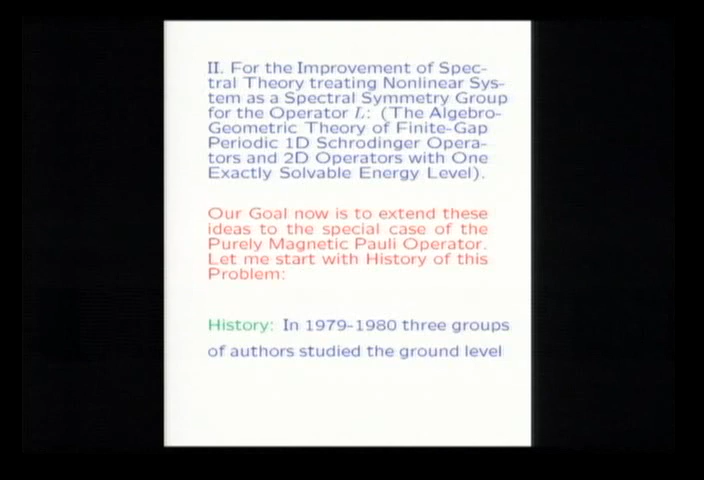 II. For the Improvement of Spec-
tral Theory treating Nonlinear Sys-
tem as a Spectral Symmetry Group
for the Operator L: (The Algebro-
Geometric Theory of Finite-Gap
Periodic 1D Schrodinger Opera-
tors and 2D Operators with One
Exactly Solvable Energy Level).
Our Goal now is to extend these
ideas to the special case of the
Purely Magnetic Pauli Operator.
Let me start with History of this
Problem:
History: In 1979-1980 three groups
of authors studied the ground level